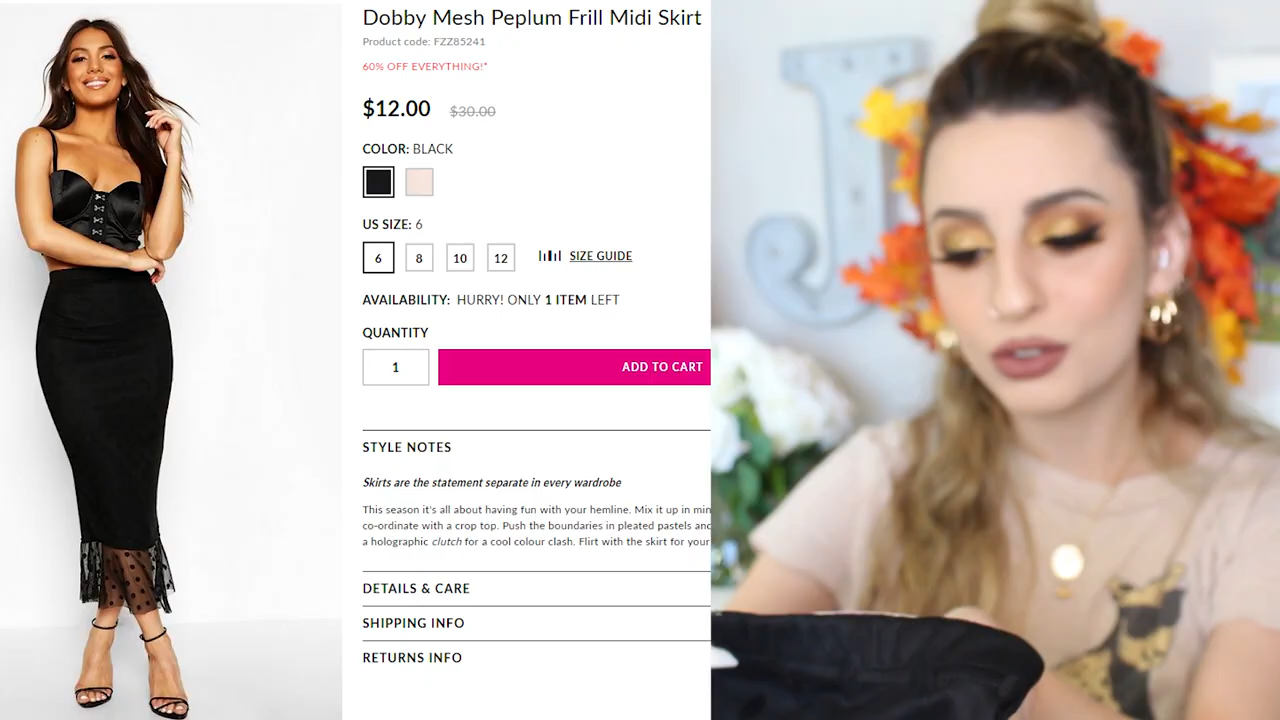 Dobby Mesh Peplum Frill Midi Skirt
Product code: FZZ85241
60% OFF EVERYTHING!*
$12.00 $30.00
COLOR: BLACK
US SIZE: 6
6 8 10 12 SIZE GUIDE
AVAILABILITY: HURRY! ONLY 1 ITEM LEFT
QUANTITY
1 ADD TO CART
STYLE NOTES
Skirts are the statement separate in every wardrobe
This season it's all about having fun with your hemline. Mix it up in min
co-ordinate with a crop top. Push the boundaries in pleated pastels and
a holographic clutch for a cool colour clash. Flirt with the skirt for your
DETAILS & CARE
SHIPPING INFO
RETURNS INFO
J